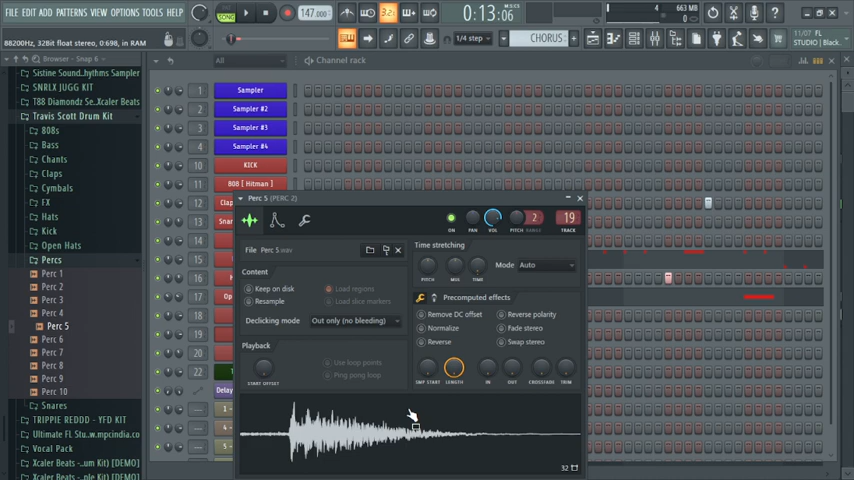 FILE EDIT ADD PATTERNS VIEW OPTIONS TOOLS HELP
SONG
147.000
3.2
0:13:06
4
663 MB
0
88200Hz, 32Bit float stereo, 0:698, in RAM
1/4 step
CHORUS:
11/07 FL
STUDIO | Black...
Browser - Snap 6
All
Channel rack
Sistine Sound...hythms Sampler
SNRLX JUGG KIT
T88 Diamondz Se...Xcaler Beats
Travis Scott Drum Kit
808s
Bass
Chants
Claps
Cymbals
FX
Hats
Kick
Open Hats
Percs
Perc 1
Perc 2
Perc 3
Perc 4
Perc 5
Perc 6
Perc 7
Perc 8
Perc 9
Perc 10
Snares
TRIPPIE REDDD - YFD KIT
Ultimate FL Stu...w.mpcindia.co
Vocal Pack
Xcaler Beats -...um Kit) [DEMO]
1 Sampler
2 Sampler #2
3 Sampler #3
4 Sampler #4
10 KICK
11 808 [ Hitman ]
12 Clap
13 Snar
14
15
16
17 Op
18
19
20
22
Delay
1 -
4 -
Perc 5 (PERC 2)
ON PAN VOL PITCH RANGE 2 19 TRACK
File Perc 5.wav
Content
Keep on disk
Resample
Load regions
Load slice markers
Declicking mode Out only (no bleeding)
Playback
START OFFSET
Use loop points
Ping pong loop
Time stretching
PITCH MUL TIME
Mode Auto
Precomputed effects
Remove DC offset
Normalize
Reverse
Reverse polarity
Fade stereo
Swap stereo
SMP START LENGTH IN OUT CROSSFADE TRIM
32